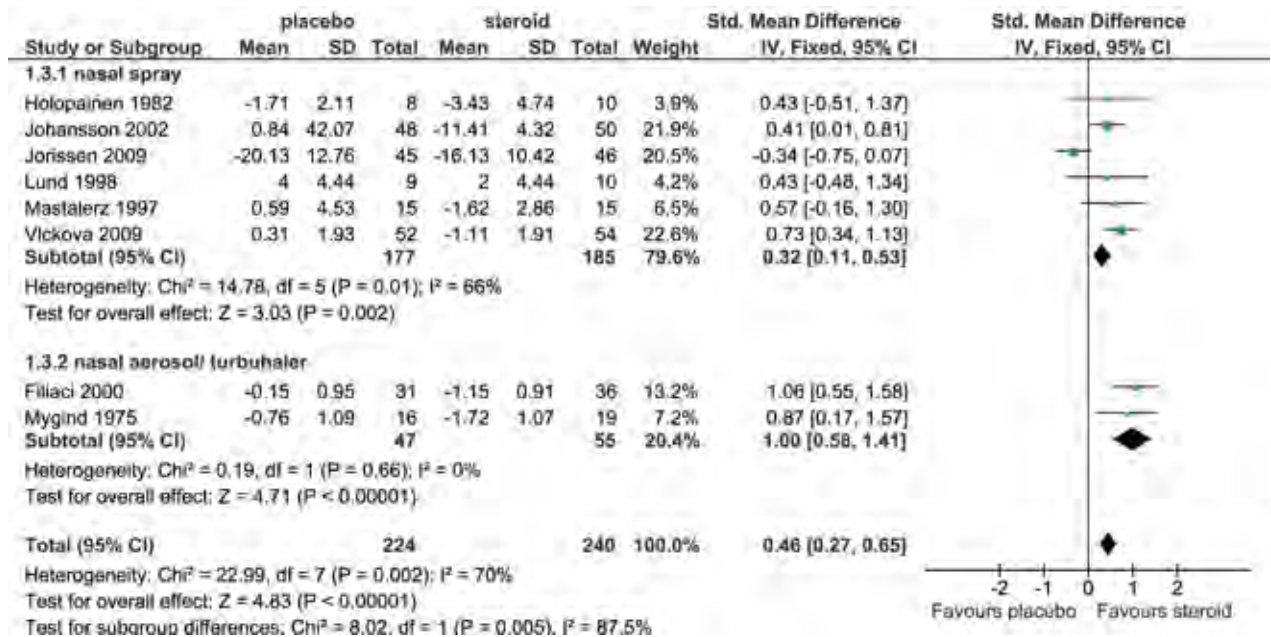 placebo steroid Std. Mean Difference Std. Mean Difference
Study or Subgroup Mean SD Total Mean SD Total Weight IV, Fixed, 95% CI IV, Fixed, 95% CI
1.3.1 nasal spray
Holopainen 1982 -1.71 2.11 8 -3.43 4.74 10 3.9% 0.43 [-0.51, 1.37]
Johansson 2002 0.84 42.07 48 -11.41 4.32 50 21.9% 0.41 [0.01, 0.81]
Jorissen 2009 -20.13 12.76 45 -16.13 10.42 46 20.5% -0.34 [-0.75, 0.07]
Lund 1998 4 4.44 9 2 4.44 10 4.2% 0.43 [-0.48, 1.34]
Mastalerz 1997 0.59 4.53 15 -1.62 2.86 15 6.5% 0.57 [-0.16, 1.30]
Vlckova 2009 0.31 1.93 52 -1.11 1.91 54 22.6% 0.73 [0.34, 1.13]
Subtotal (95% CI) 177 185 79.6% 0.32 [0.11, 0.53]
Heterogeneity: Chi² = 14.78, df = 5 (P = 0.01); I² = 66%
Test for overall effect: Z = 3.03 (P = 0.002)
1.3.2 nasal aerosol/ turbuhaler
Filiaci 2000 -0.15 0.95 31 -1.15 0.91 36 13.2% 1.06 [0.55, 1.58]
Mygind 1975 -0.76 1.09 16 -1.72 1.07 19 7.2% 0.87 [0.17, 1.57]
Subtotal (95% CI) 47 55 20.4% 1.00 [0.58, 1.41]
Heterogeneity: Chi² = 0.19, df = 1 (P = 0.66); I² = 0%
Test for overall effect: Z = 4.71 (P < 0.00001)
Total (95% CI) 224 240 100.0% 0.46 [0.27, 0.65]
Heterogeneity: Chi² = 22.99, df = 7 (P = 0.002); I² = 70%
Test for overall effect: Z = 4.83 (P < 0.00001)
Test for subgroup differences: Chi² = 8.02, df = 1 (P = 0.005), I² = 87.5%
-2 -1 0 1 2
Favours placebo Favours steroid